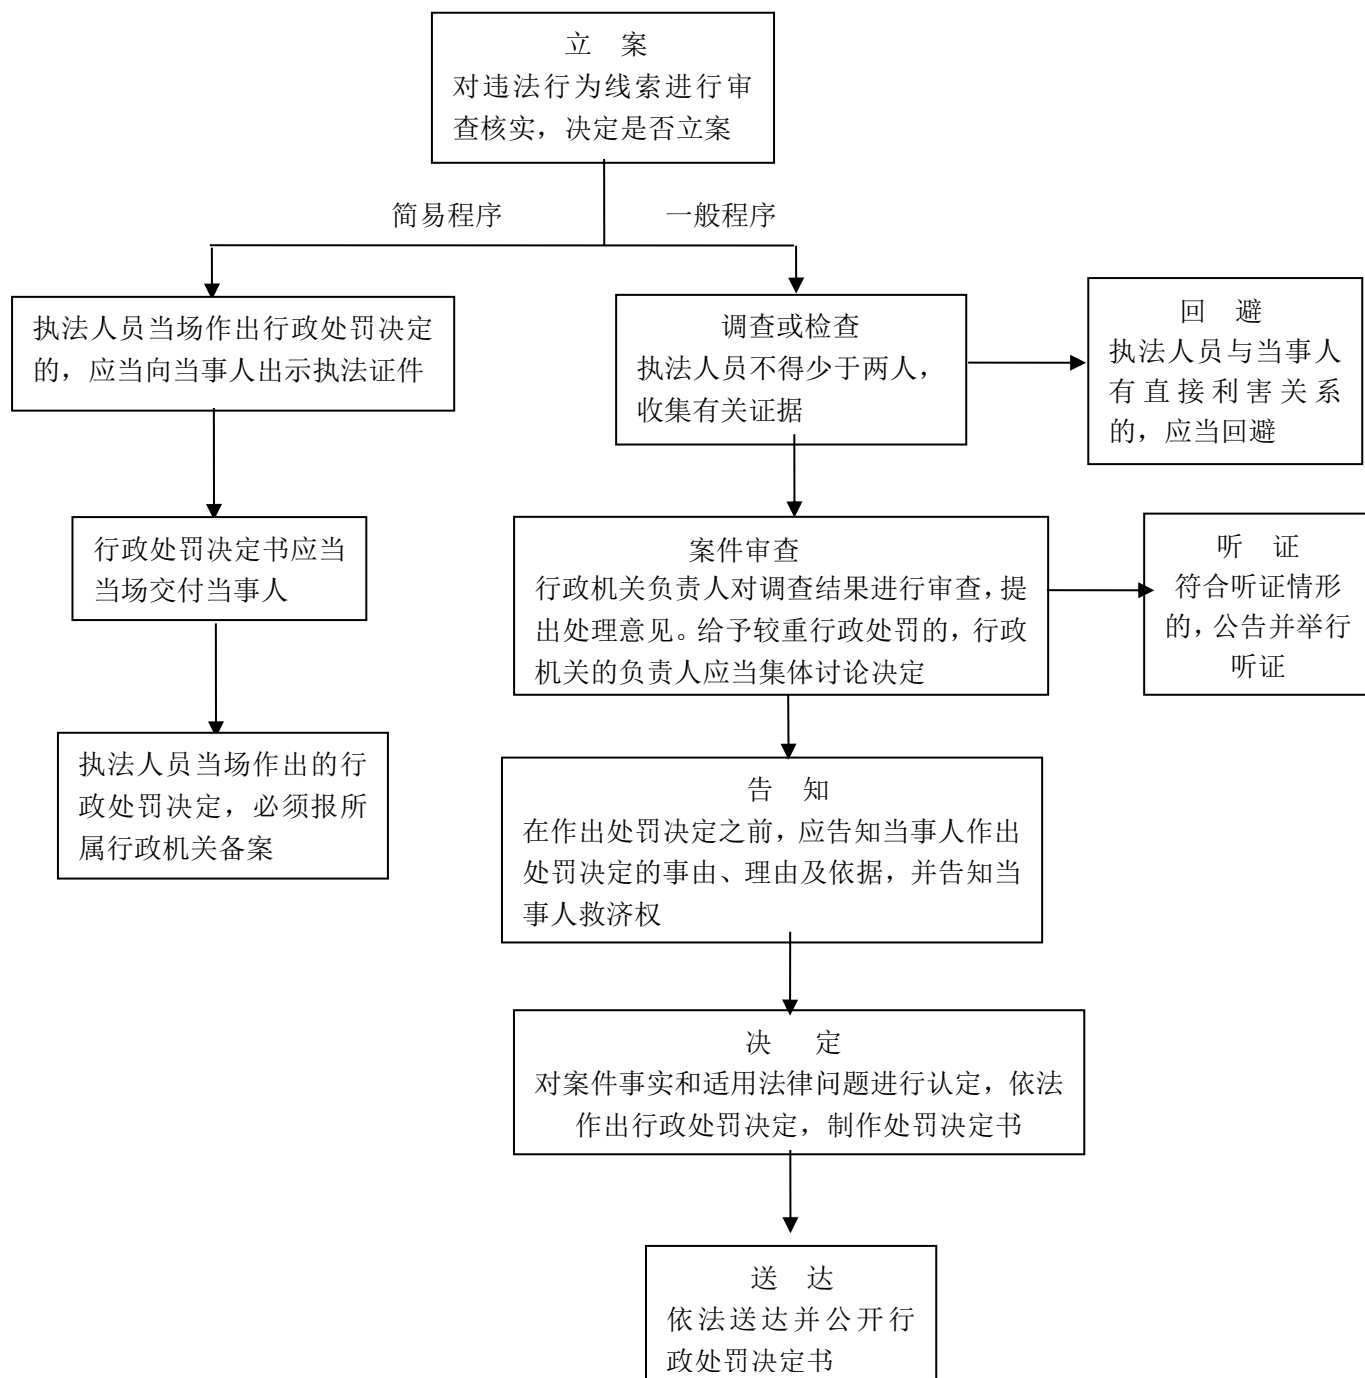 立 案
对违法行为线索进行审
查核实，决定是否立案
简易程序
一般程序
执法人员当场作出行政处罚决定
的，应当向当事人出示执法证件
调查或检查
执法人员不得少于两人，
收集有关证据
回 避
执法人员与当事人
有直接利害关系
的，应当回避
行政处罚决定书应当
当场交付当事人
案件审查
行政机关负责人对调查结果进行审查，提
出处理意见。给予较重行政处罚的，行政
机关的负责人应当集体讨论决定
听 证
符合听证情形
的，公告并举行
听证
执法人员当场作出的行
政处罚决定，必须报所
属行政机关备案
告 知
在作出处罚决定之前，应告知当事人作出
处罚决定的事由、理由及依据，并告知当
事人救济权
决 定
对案件事实和适用法律问题进行认定，依法
作出行政处罚决定，制作处罚决定书
送 达
依法送达并公开行
政处罚决定书